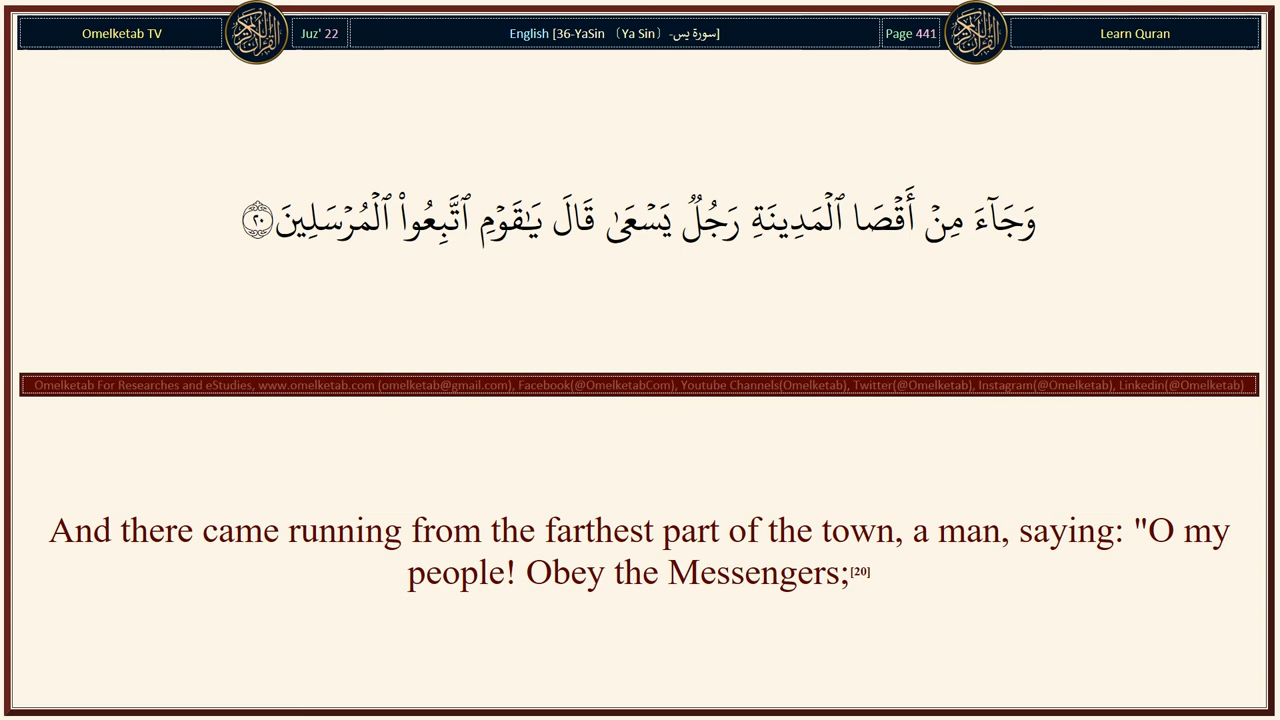 Omelketab TV
Juz' 22
English [36-YaSin （Ya Sin）-سورة يس]
Page 441
Learn Quran
وَجَآءَ مِنۡ أَقۡصَا ٱلۡمَدِينَةِ رَجُلٞ يَسۡعَىٰ قَالَ يَٰقَوۡمِ ٱتَّبِعُواْ ٱلۡمُرۡسَلِينَ ٢٠
Omelketab For Researches and eStudies, www.omelketab.com (omelketab@gmail.com), Facebook(@OmelketabCom), Youtube Channels(Omelketab), Twitter(@Omelketab), Instagram(@Omelketab), Linkedin(@Omelketab)
And there came running from the farthest part of the town, a man, saying: "O my
people! Obey the Messengers;[20]